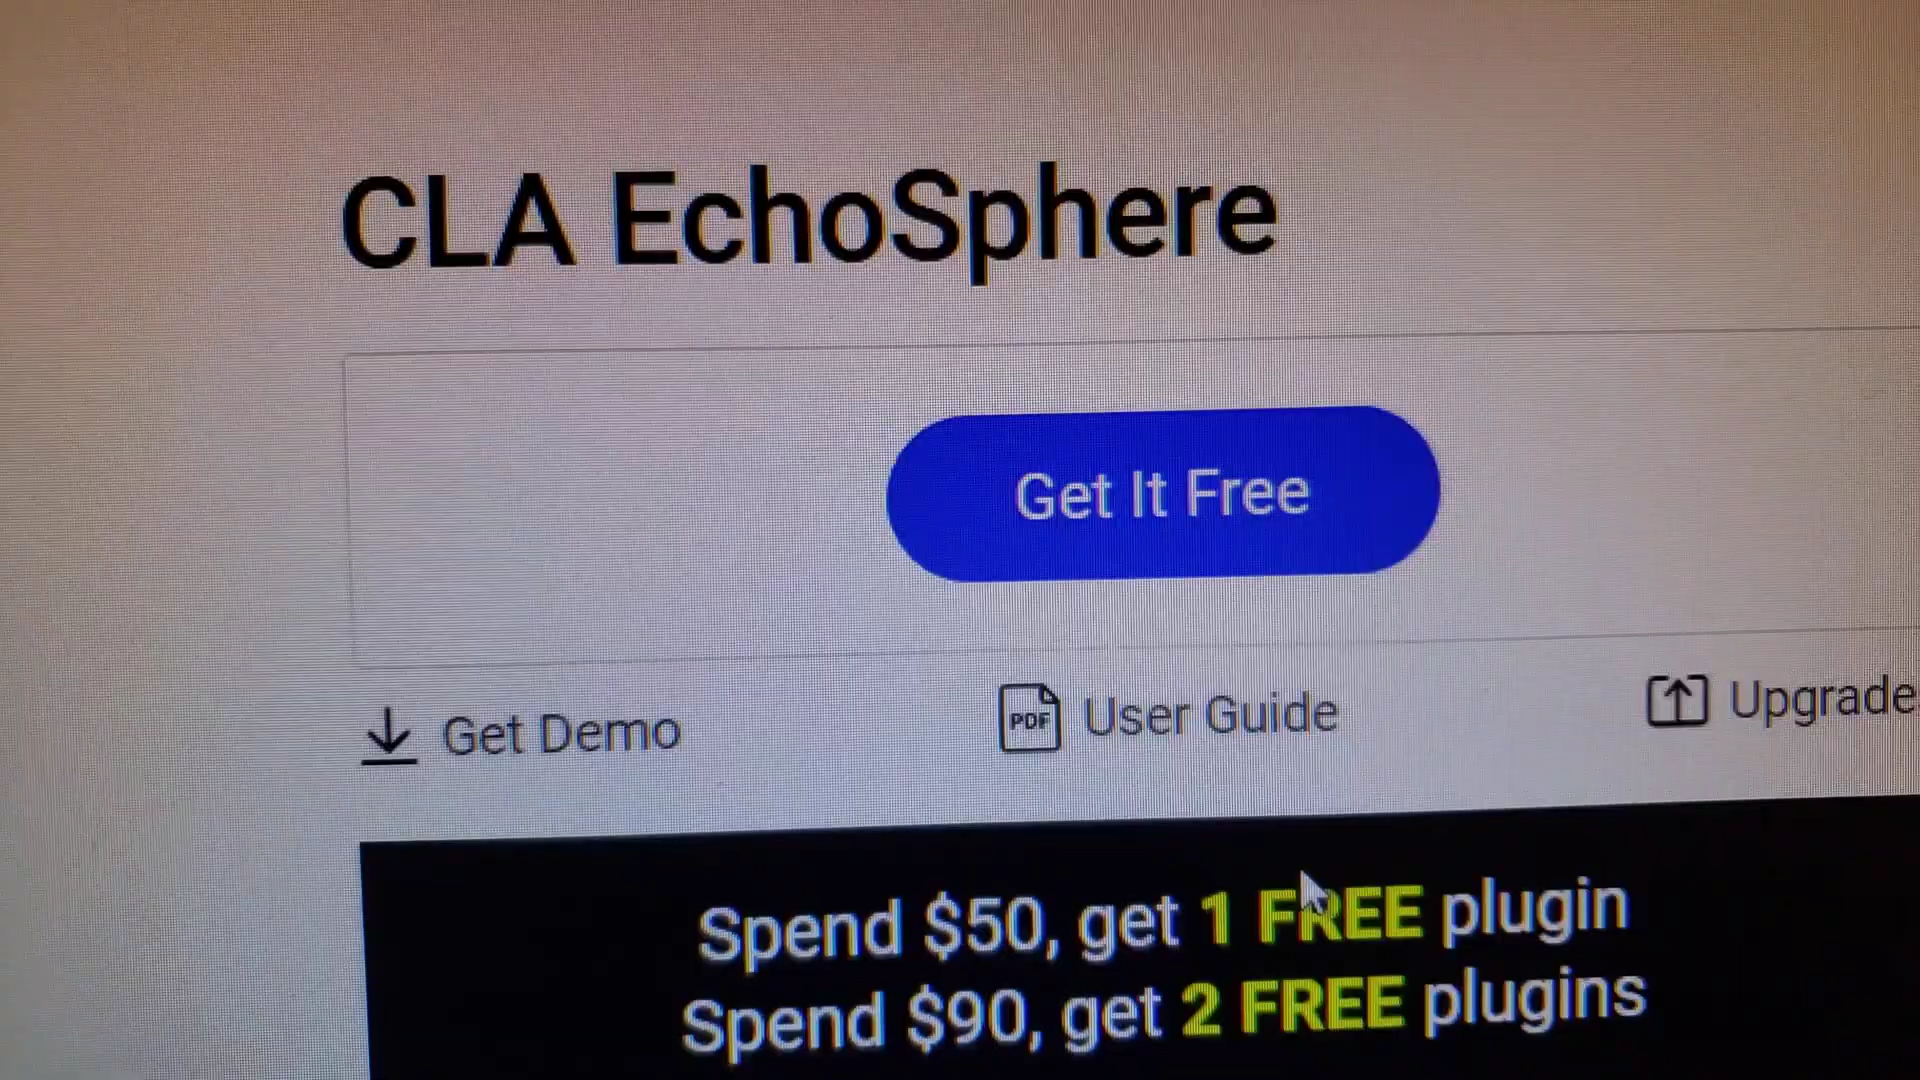 CLA EchoSphere
Get It Free
Get Demo
PDF
User Guide
Upgrade
Spend $50, get 1 FREE plugin
Spend $90, get 2 FREE plugins